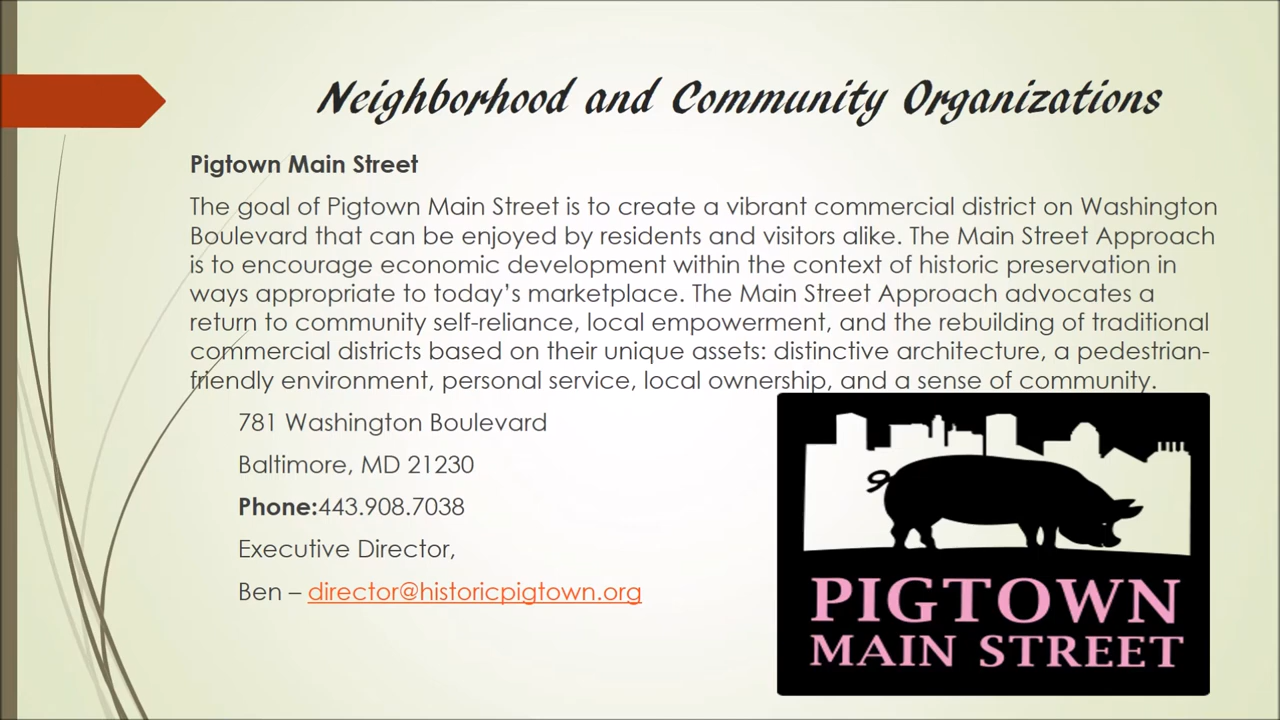 Neighborhood and Community Organizations
Pigtown Main Street
The goal of Pigtown Main Street is to create a vibrant commercial district on Washington
Boulevard that can be enjoyed by residents and visitors alike. The Main Street Approach
is to encourage economic development within the context of historic preservation in
ways appropriate to today’s marketplace. The Main Street Approach advocates a
return to community self-reliance, local empowerment, and the rebuilding of traditional
commercial districts based on their unique assets: distinctive architecture, a pedestrian-
friendly environment, personal service, local ownership, and a sense of community.
781 Washington Boulevard
Baltimore, MD 21230
Phone:443.908.7038
Executive Director,
Ben – director@historicpigtown.org
PIGTOWN
MAIN STREET